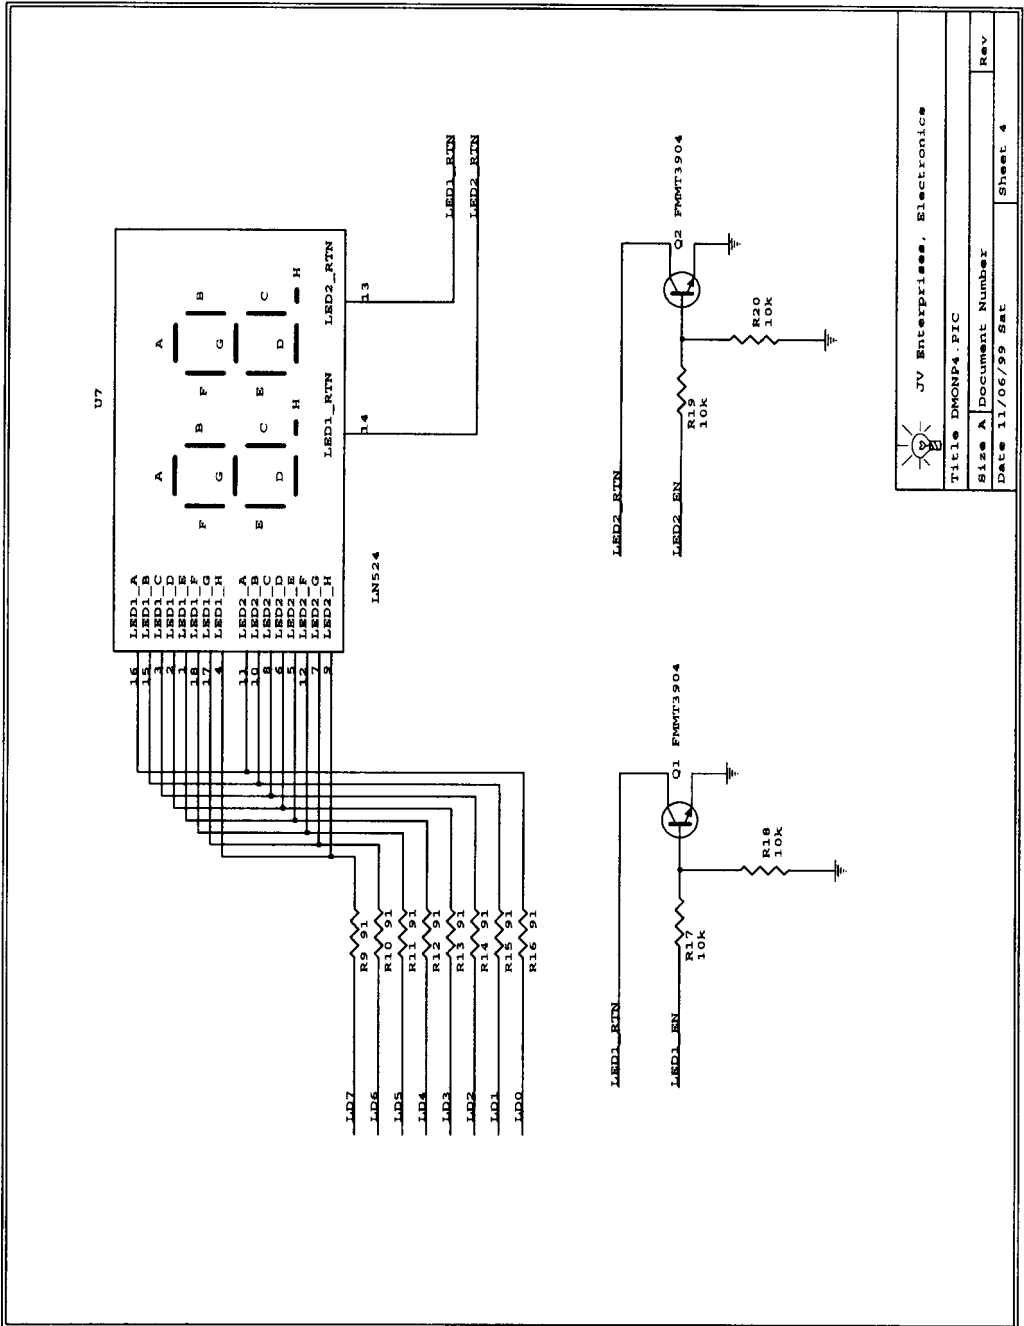 U7
A
B
C
D
E
F
G
H
A
B
C
D
E
F
G
H
LED1_A
LED1_B
LED1_C
LED1_D
LED1_E
LED1_F
LED1_G
LED1_H
LED2_A
LED2_B
LED2_C
LED2_D
LED2_E
LED2_F
LED2_G
LED2_H
16
15
3
2
1
18
17
4
11
10
8
6
5
12
7
9
LED1_RTN
14
LED2_RTN
13
LN524
LED1_RTN
LED2_RTN
LD7
R9 91
LD6
R10 91
LD5
R11 91
LD4
R12 91
LD3
R13 91
LD2
R14 91
LD1
R15 91
LD0
R16 91
LED1_RTN
LED1_EN
R17
10k
R18
10k
Q1 FMMT3904
LED2_RTN
LED2_EN
R19
10k
R20
10k
Q2 FMMT3904
JV Enterprises, Electronics
Title DMONP4.PIC
Size A Document Number Rev
Date 11/06/99 Sat Sheet 4